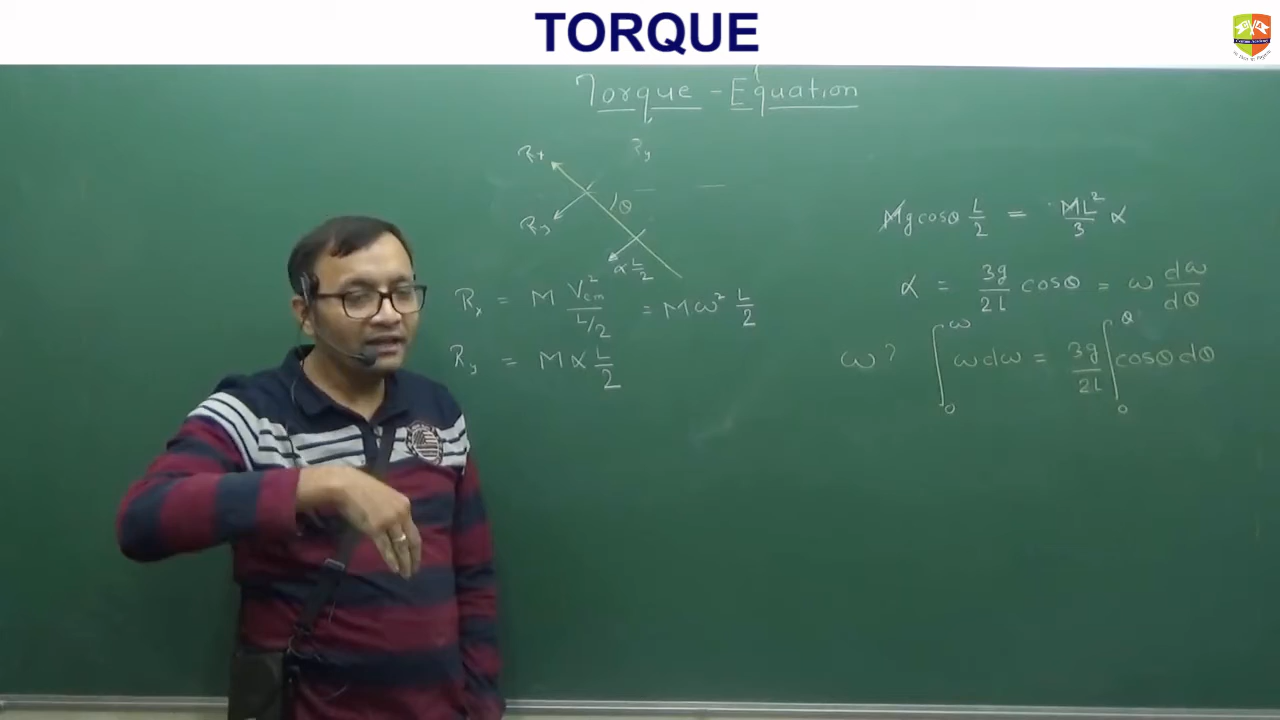 TORQUE
Torque - Equation
Rx
Ry
θ
Ry
α L/2
Rx = M Vcm²/(L/2) = M ω² L/2
Ry = M α L/2
Mg cosθ L/2 = ML²/3 α
α = 3g/2L cosθ = ω dω/dθ
ω? ∫₀^ω ω dω = 3g/2L ∫₀^θ cosθ dθ